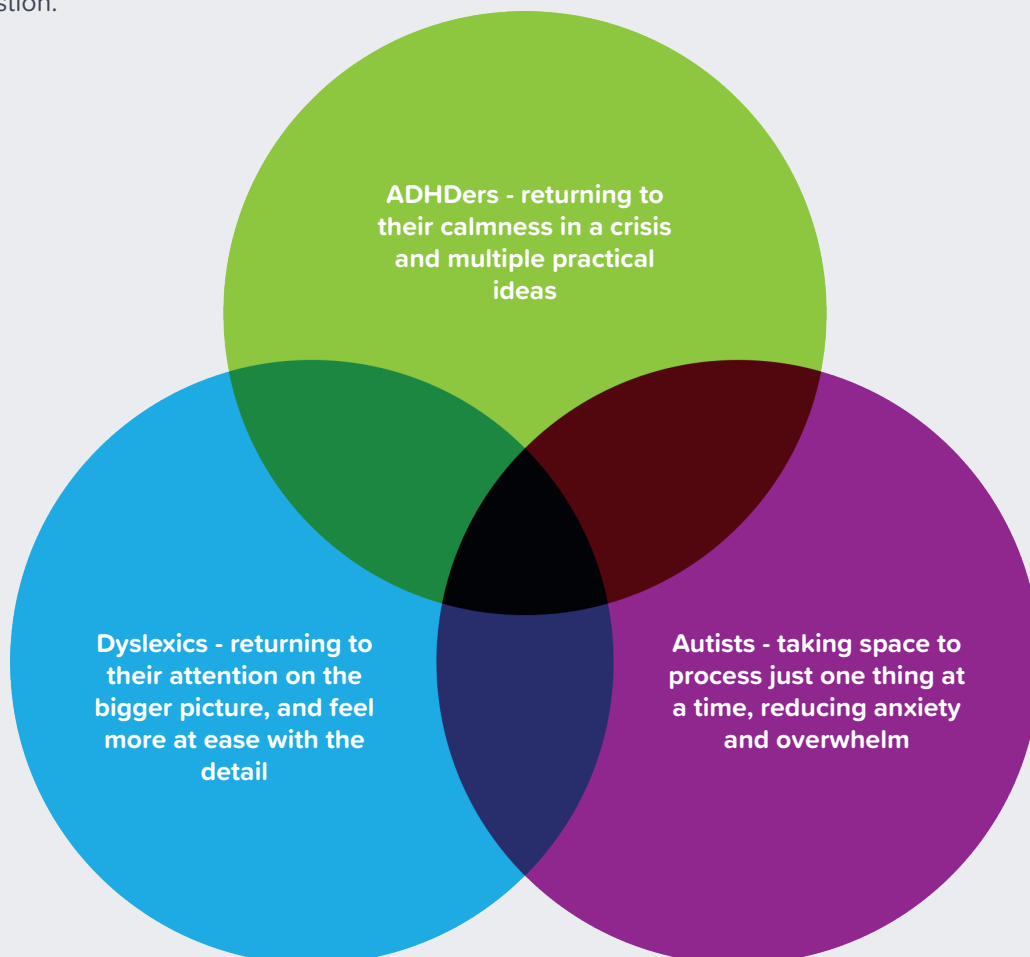 ADHDers - returning to
their calmness in a crisis
and multiple practical
ideas
Dyslexics - returning to
their attention on the
bigger picture, and feel
more at ease with the
detail
Autists - taking space to
process just one thing at
a time, reducing anxiety
and overwhelm